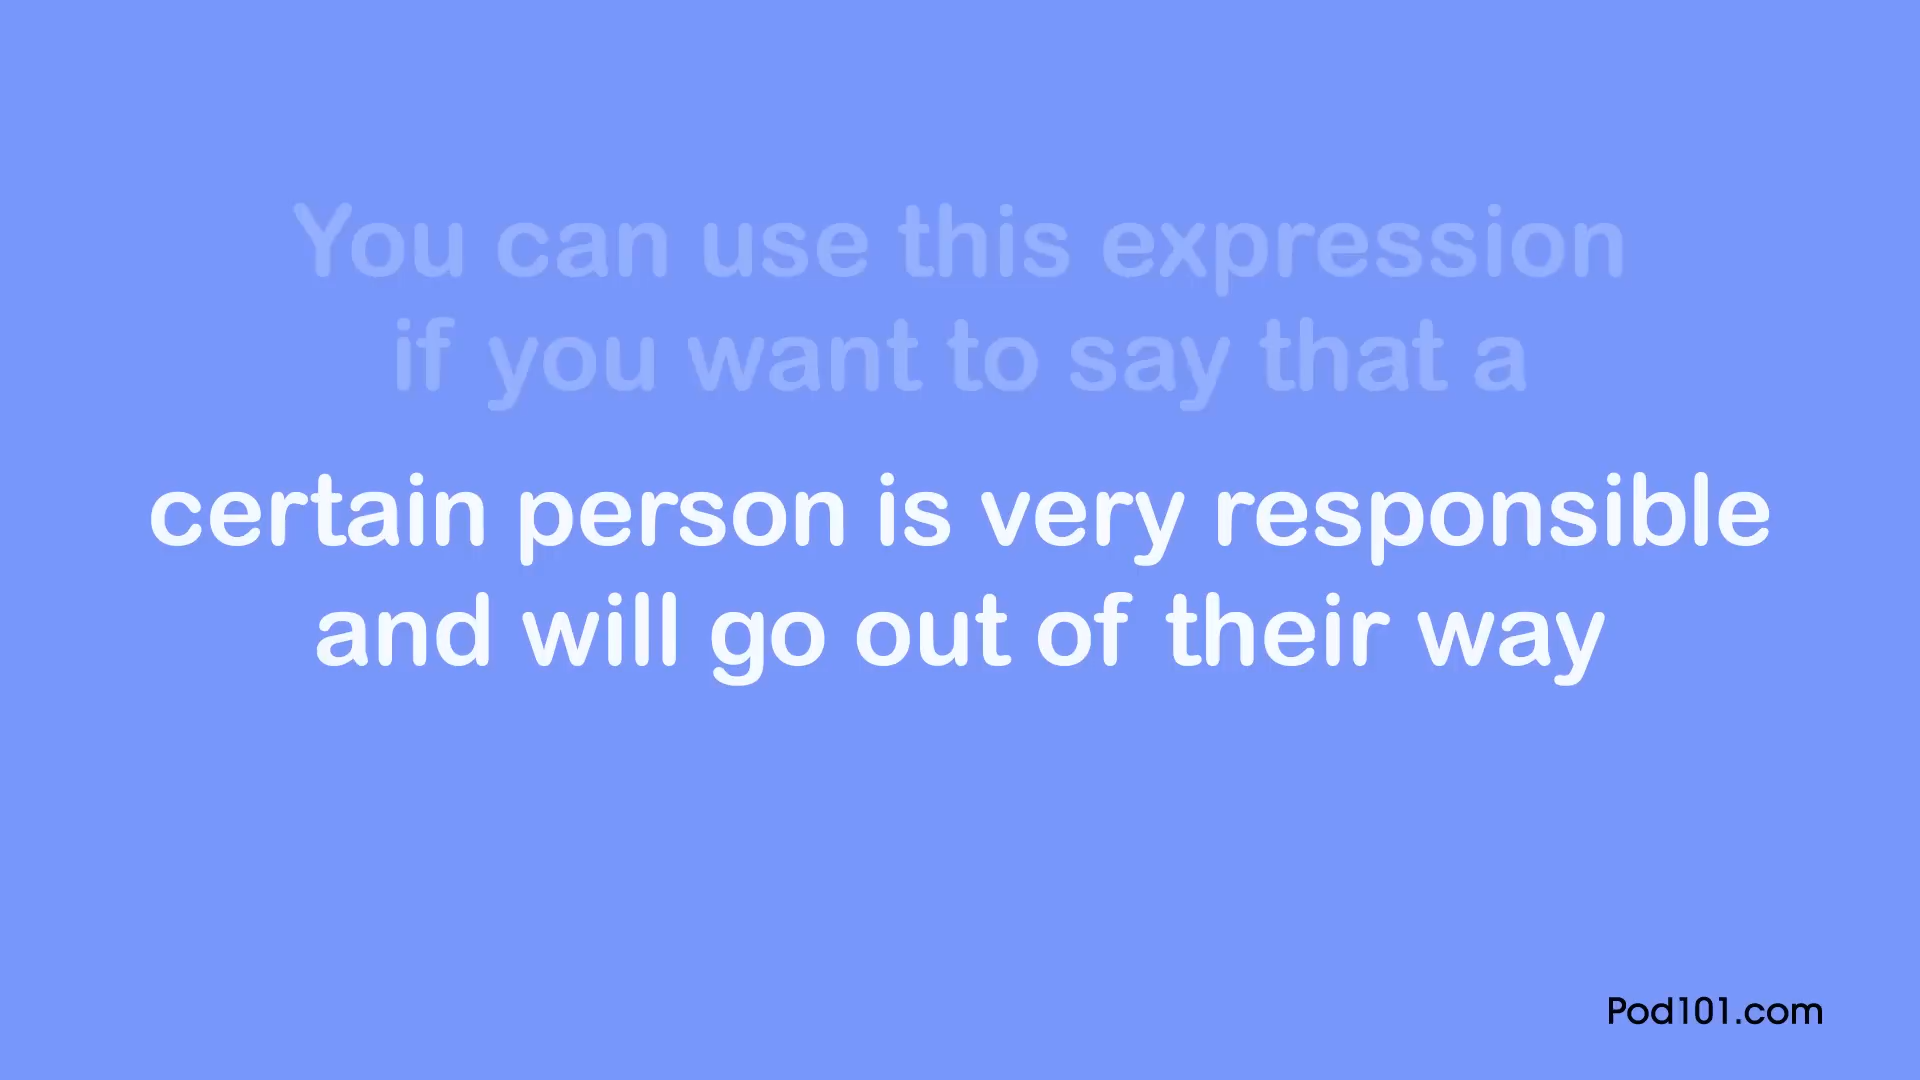 You can use this expression
if you want to say that a
certain person is very responsible
and will go out of their way
Pod101.com